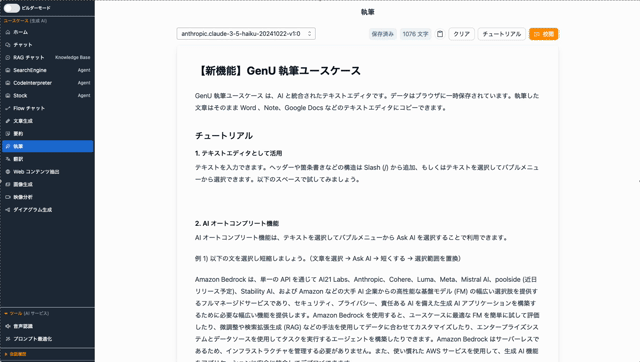 ビルダーモード
ユースケース (生成 AI)
ホーム
チャット
RAG チャット Knowledge Base
SearchEngine Agent
CodeInterpreter Agent
Stock Agent
Flow チャット
文章生成
要約
執筆
翻訳
Web コンテンツ抽出
画像生成
映像分析
ダイアグラム生成
ツール (AI サービス)
音声認識
プロンプト最適化
執筆
anthropic.claude-3-5-haiku-20241022-v1:0
保存済み 1076 文字 クリア チュートリアル 校閲
【新機能】GenU 執筆ユースケース
GenU 執筆ユースケース は、AI と統合されたテキストエディタです。データはブラウザに一時保存されています。執筆した
文章はそのまま Word 、Note、Google Docs などのテキストエディタにコピーできます。
チュートリアル
1. テキストエディタとして活用
テキストを入力できます。ヘッダーや箇条書きなどの構造は Slash (/) から追加、もしくはテキストを選択してバブルメニュ
ーから選択できます。以下のスペースで試してみましょう。
2. AI オートコンプリート機能
AI オートコンプリート機能は、テキストを選択してバブルメニューから Ask AI を選択することで利用できます。
例 1) 以下の文を選択し短縮しましょう。（文章を選択 → Ask AI → 短くする → 選択範囲を置換）
Amazon Bedrock は、単一の API を通じて AI21 Labs、Anthropic、Cohere、Luma、Meta、Mistral AI、poolside (近日
リリース予定)、Stability AI、および Amazon などの大手 AI 企業からの高性能な基盤モデル (FM) の幅広い選択肢を提供す
るフルマネージドサービスであり、セキュリティ、プライバシー、責任ある AI を備えた生成 AI アプリケーションを構築す
るために必要な幅広い機能を提供します。Amazon Bedrock を使用すると、ユースケースに最適な FM を簡単に試して評価
したり、微調整や検索拡張生成 (RAG) などの手法を使用してデータに合わせてカスタマイズしたり、エンタープライズシス
テムとデータソースを使用してタスクを実行するエージェントを構築したりできます。Amazon Bedrock はサーバーレスで
あるため、インフラストラクチャを管理する必要がありません。また、使い慣れた AWS サービスを使用して、生成 AI 機能